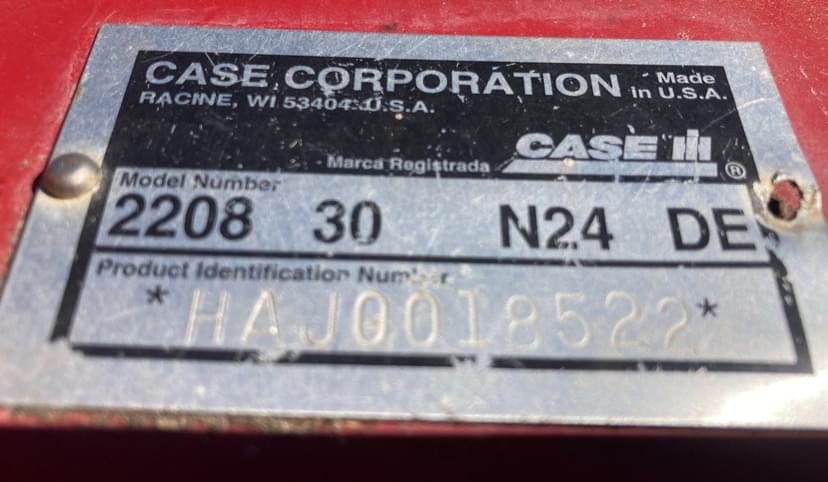 CASE CORPORATION Made
RACINE, WI 53404 U.S.A. in U.S.A.
Marca Registrada CASE IH ®
Model Number
2208 30 N24 DE
Product Identification Number
*HAJ0018522*